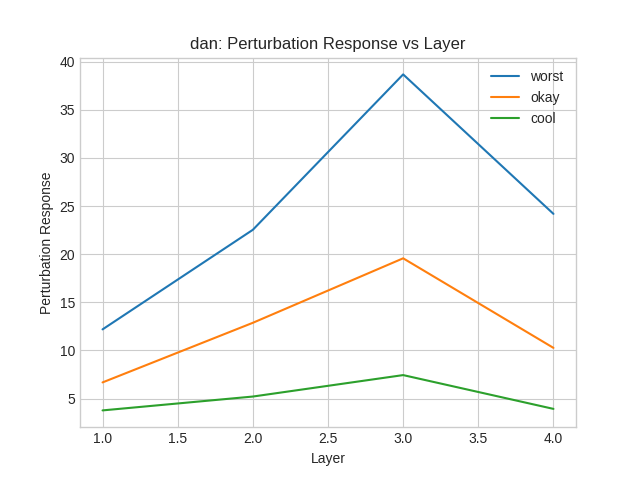 dan: Perturbation Response vs Layer
40
35
30
25
20
15
10
5
Perturbation Response
worst
okay
cool
1.0 1.5 2.0 2.5 3.0 3.5 4.0
Layer